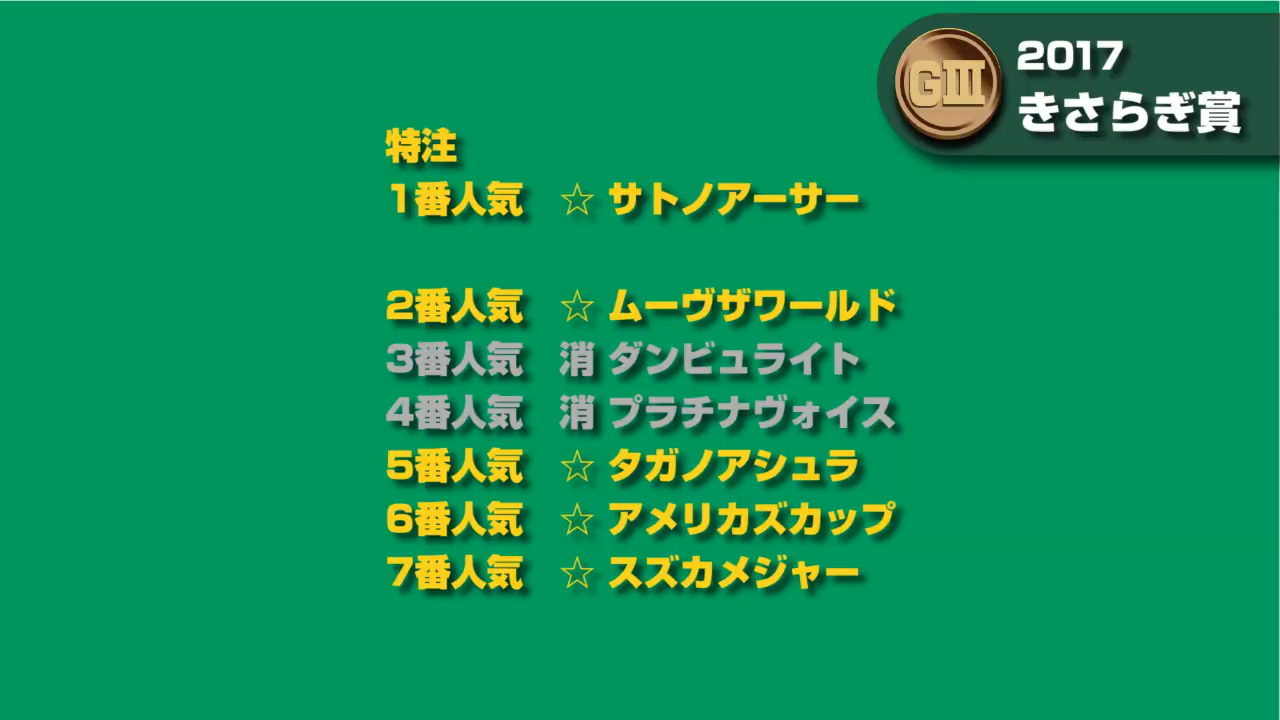 GIII
2017
きさらぎ賞
特注
1番人気 ☆ サトノアーサー
2番人気 ☆ ムーヴザワールド
3番人気 消 ダンビュライト
4番人気 消 プラチナヴォイス
5番人気 ☆ タガノアシュラ
6番人気 ☆ アメリカズカップ
7番人気 ☆ スズカメジャー